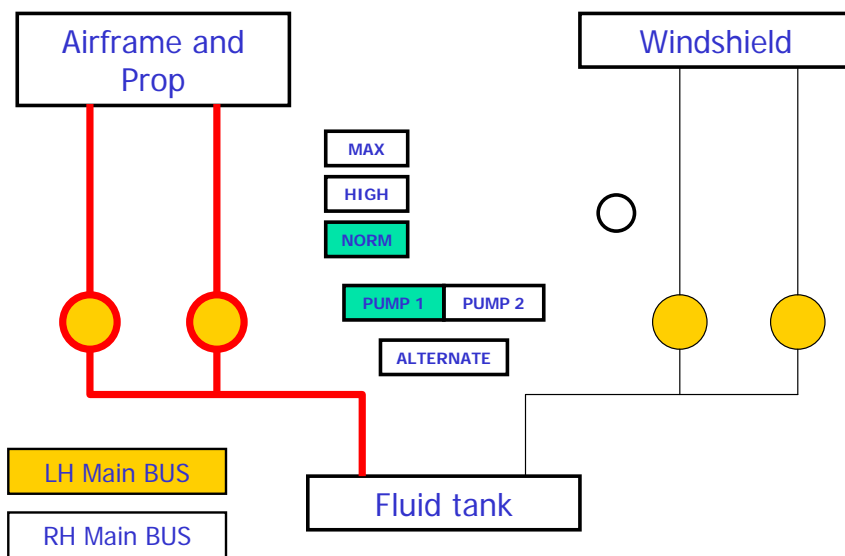 Airframe and
Prop
Windshield
MAX
HIGH
NORM
PUMP 1
PUMP 2
ALTERNATE
LH Main BUS
Fluid tank
RH Main BUS